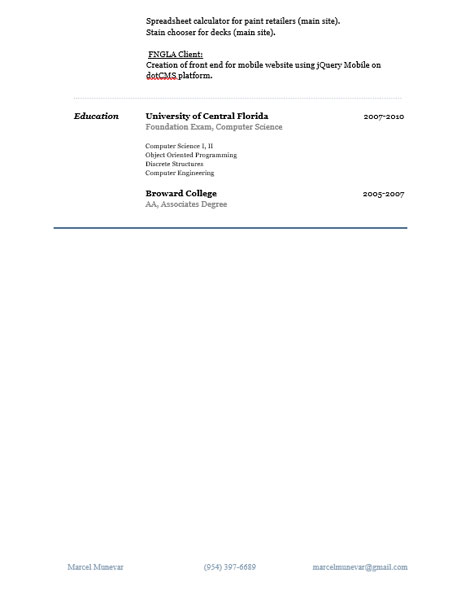 Spreadsheet calculator for paint retailers (main site).
Stain chooser for decks (main site).
FNGLA Client:
Creation of front end for mobile website using jQuery Mobile on
dotCMS platform.
Education University of Central Florida 2007-2010
Foundation Exam, Computer Science
Computer Science I, II
Object Oriented Programming
Discrete Structures
Computer Engineering
Broward College 2005-2007
AA, Associates Degree
Marcel Munevar (954) 397-6689 marcelmunevar@gmail.com